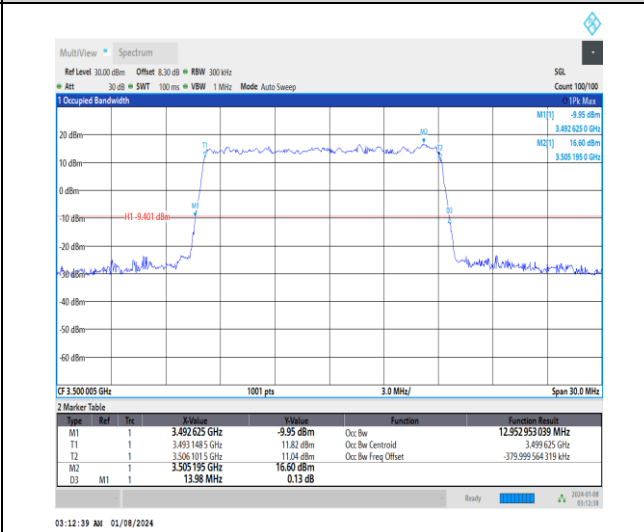 MultiView Spectrum
Ref Level 30.00 dBm Offset 8.30 dB RBW 300 kHz SGL
Att 30 dB SWT 100 ms VBW 1 MHz Mode Auto Sweep Count 100/100
1 Occupied Bandwidth 1Pk Max
M1[1] -9.95 dBm
3.492 625 0 GHz
20 dBm M2[1] 16.60 dBm
T1 M2 T2 3.505 195 0 GHz
10 dBm
0 dBm
M1 D3
-10 dBm H1 -9.401 dBm
-20 dBm
-30 dBm
-40 dBm
-50 dBm
-60 dBm
CF 3.500 005 GHz 1001 pts 3.0 MHz/ Span 30.0 MHz
2 Marker Table
Type Ref Trc X-Value Y-Value Function Function Result
M1 1 3.492 625 GHz -9.95 dBm Occ Bw 12.952 953 039 MHz
T1 1 3.493 148 5 GHz 11.82 dBm Occ Bw Centroid 3.499 625 GHz
T2 1 3.506 101 5 GHz 11.04 dBm Occ Bw Freq Offset -379.999 564 319 kHz
M2 1 3.505 195 GHz 16.60 dBm
D3 M1 1 13.98 MHz 0.13 dB
Ready 2024-01-08
03:12:38
03:12:39 AM 01/08/2024